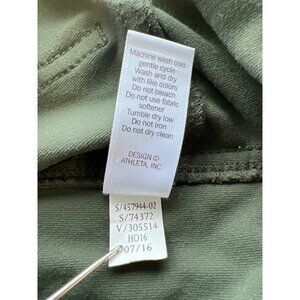 Machine wash cold
gentle cycle
Wash and dry
with like colors
Do not bleach
Do not use fabric
softener
Tumble dry low
Do not iron
Do not dry clean
DESIGN ©
ATHLETA, INC
S/457944-02
S/74372
V/305514
HO16
07/16